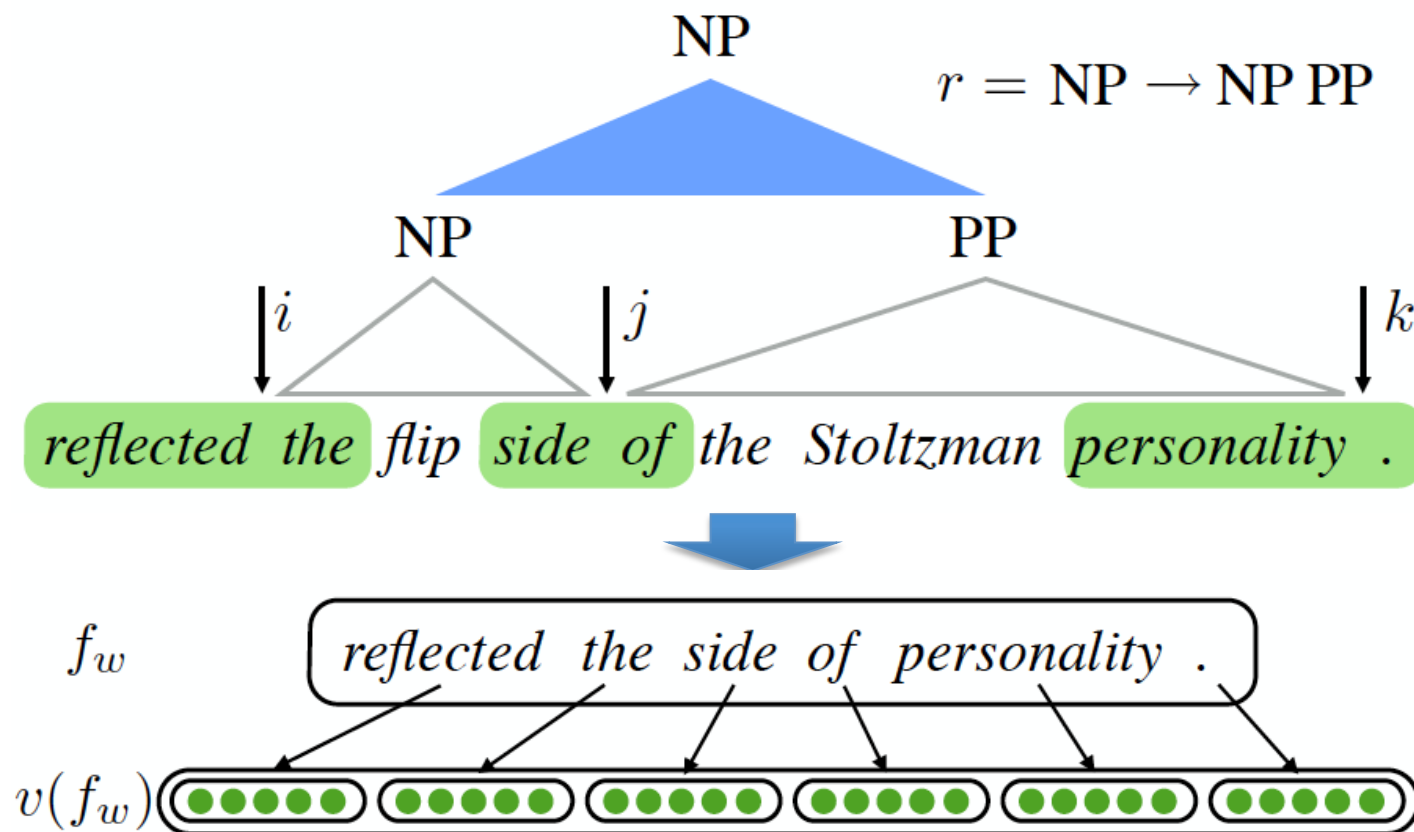 NP
r = NP → NP PP
NP PP
i j k
reflected the flip side of the Stoltzman personality .
f_w reflected the side of personality .
v(f_w)